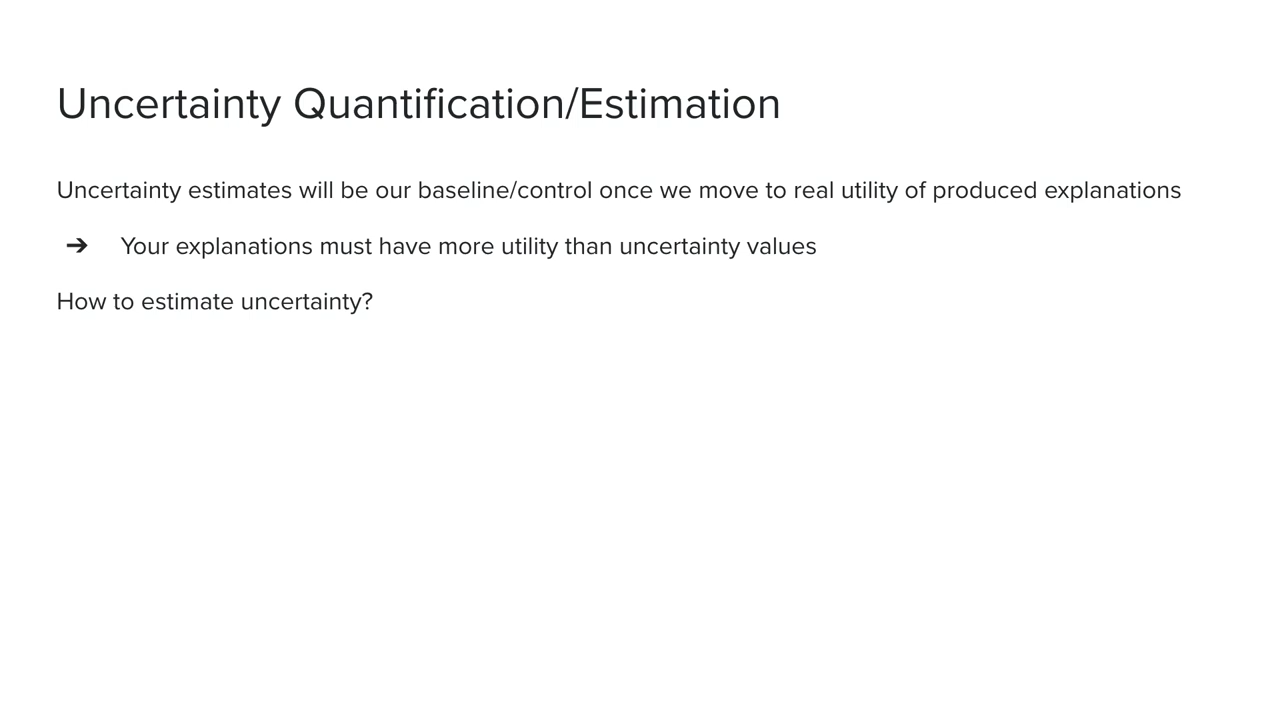 Uncertainty Quantification/Estimation
Uncertainty estimates will be our baseline/control once we move to real utility of produced explanations
➔ Your explanations must have more utility than uncertainty values
How to estimate uncertainty?